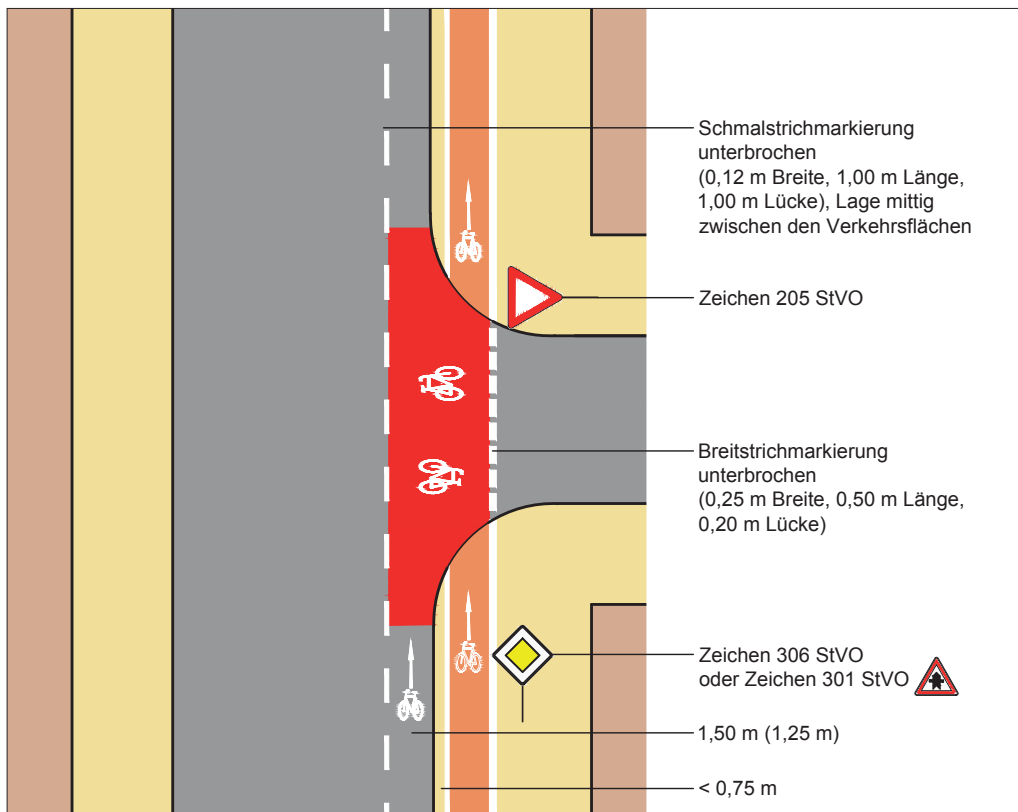 Schmalstrichmarkierung
unterbrochen
(0,12 m Breite, 1,00 m Länge,
1,00 m Lücke), Lage mittig
zwischen den Verkehrsflächen
Zeichen 205 StVO
Breitstrichmarkierung
unterbrochen
(0,25 m Breite, 0,50 m Länge,
0,20 m Lücke)
Zeichen 306 StVO
oder Zeichen 301 StVO
1,50 m (1,25 m)
< 0,75 m